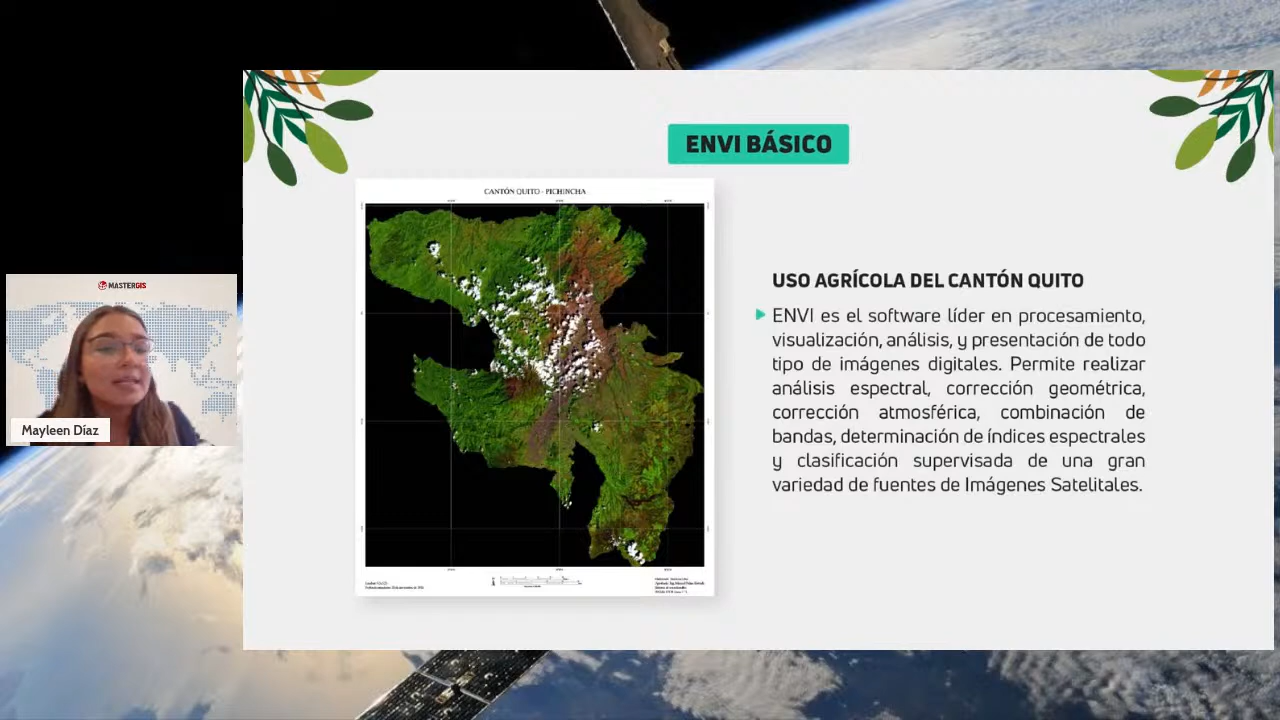 ENVI BÁSICO
CANTÓN QUITO - PICHINCHA
USO AGRÍCOLA DEL CANTÓN QUITO
ENVI es el software líder en procesamiento,
visualización, análisis, y presentación de todo
tipo de imágenes digitales. Permite realizar
análisis espectral, corrección geométrica,
corrección atmosférica, combinación de
bandas, determinación de índices espectrales
y clasificación supervisada de una gran
variedad de fuentes de Imágenes Satelitales.
MASTERGIS
Mayleen Díaz